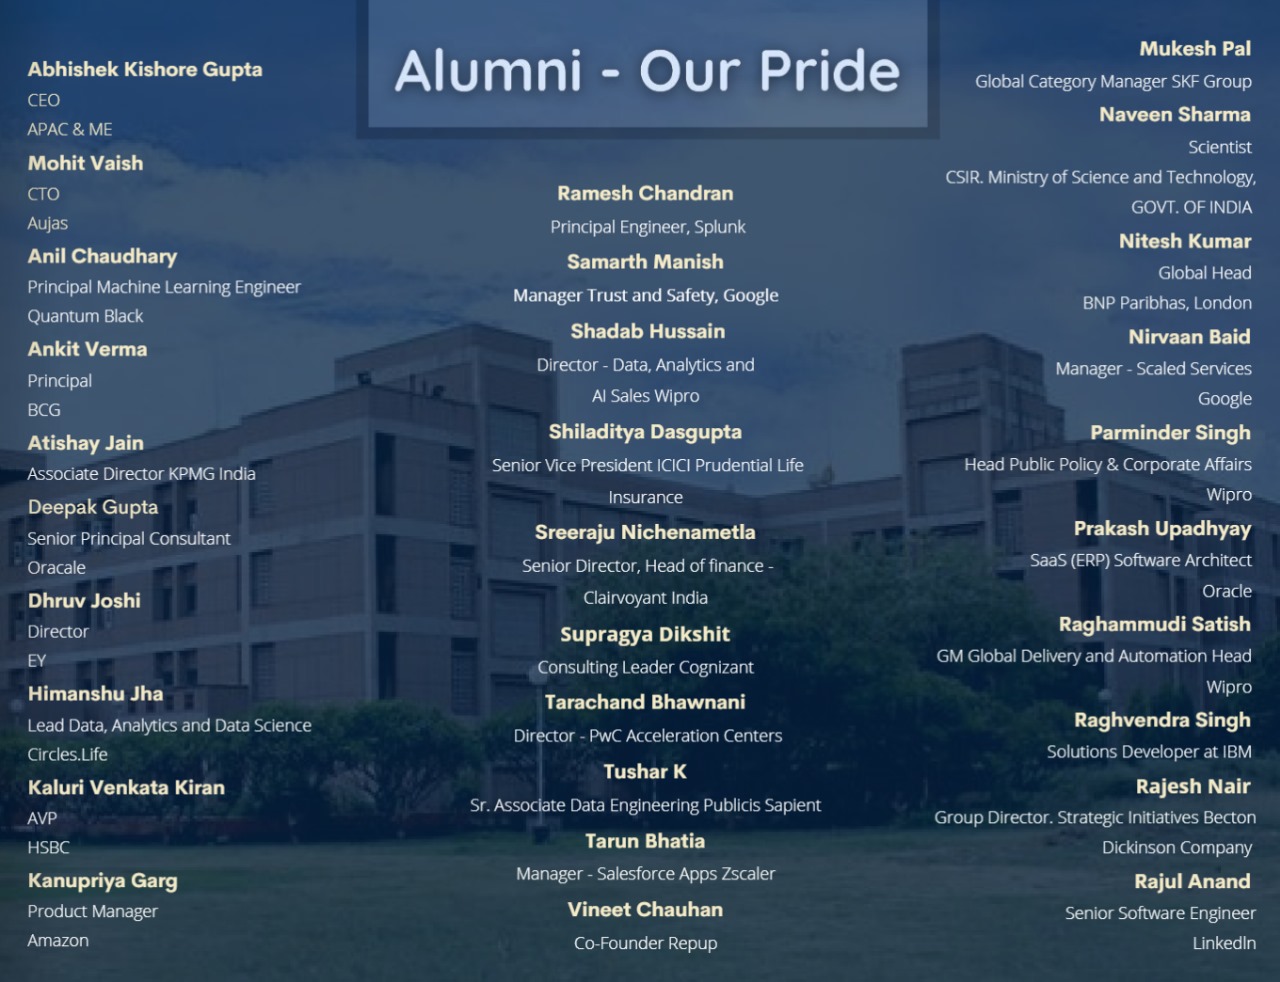 Alumni - Our Pride
Abhishek Kishore Gupta
CEO
APAC & ME
Mohit Vaish
CTO
Aujas
Anil Chaudhary
Principal Machine Learning Engineer
Quantum Black
Ankit Verma
Principal
BCG
Atishay Jain
Associate Director KPMG India
Deepak Gupta
Senior Principal Consultant
Oracale
Dhruv Joshi
Director
EY
Himanshu Jha
Lead Data, Analytics and Data Science
Circles.Life
Kaluri Venkata Kiran
AVP
HSBC
Kanupriya Garg
Product Manager
Amazon
Ramesh Chandran
Principal Engineer, Splunk
Samarth Manish
Manager Trust and Safety, Google
Shadab Hussain
Director - Data, Analytics and
AI Sales Wipro
Shiladitya Dasgupta
Senior Vice President ICICI Prudential Life
Insurance
Sreeraju Nichenametla
Senior Director, Head of finance -
Clairvoyant India
Supragya Dikshit
Consulting Leader Cognizant
Tarachand Bhawnani
Director - PwC Acceleration Centers
Tushar K
Sr. Associate Data Engineering Publicis Sapient
Tarun Bhatia
Manager - Salesforce Apps Zscaler
Vineet Chauhan
Co-Founder Repup
Mukesh Pal
Global Category Manager SKF Group
Naveen Sharma
Scientist
CSIR. Ministry of Science and Technology,
GOVT. OF INDIA
Nitesh Kumar
Global Head
BNP Paribhas, London
Nirvaan Baid
Manager - Scaled Services
Google
Parminder Singh
Head Public Policy & Corporate Affairs
Wipro
Prakash Upadhyay
SaaS (ERP) Software Architect
Oracle
Raghammudi Satish
GM Global Delivery and Automation Head
Wipro
Raghvendra Singh
Solutions Developer at IBM
Rajesh Nair
Group Director. Strategic Initiatives Becton
Dickinson Company
Rajul Anand
Senior Software Engineer
LinkedIn